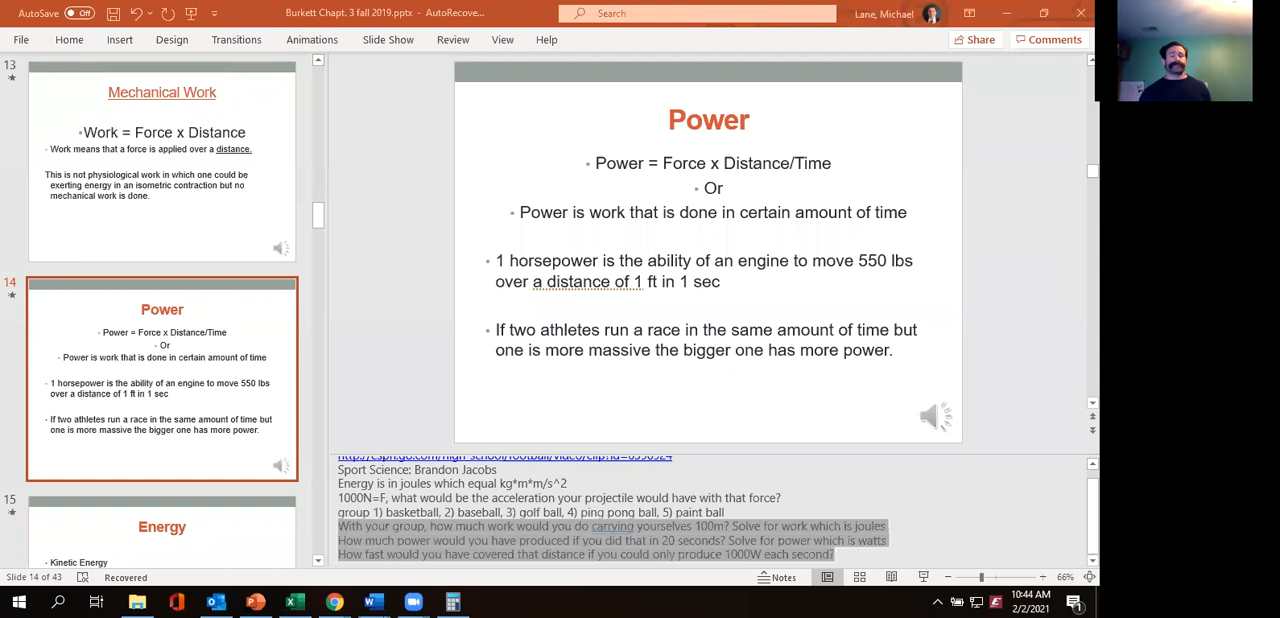 AutoSave Off Burkett Chapt. 3 fall 2019.pptx - AutoRecove... Search Lane, Michael
File Home Insert Design Transitions Animations Slide Show Review View Help Share Comments
13
Mechanical Work
•Work = Force x Distance
- Work means that a force is applied over a distance.
This is not physiological work in which one could be
exerting energy in an isometric contraction but no
mechanical work is done.
14
Power
- Power = Force x Distance/Time
- Or
- Power is work that is done in certain amount of time
- 1 horsepower is the ability of an engine to move 550 lbs
over a distance of 1 ft in 1 sec
- If two athletes run a race in the same amount of time but
one is more massive the bigger one has more power.
15
Energy
- Kinetic Energy
Power
• Power = Force x Distance/Time
• Or
• Power is work that is done in certain amount of time
• 1 horsepower is the ability of an engine to move 550 lbs
over a distance of 1 ft in 1 sec
• If two athletes run a race in the same amount of time but
one is more massive the bigger one has more power.
http://espn.go.com/high-school/football/video/clip?id=6396924
Sport Science: Brandon Jacobs
Energy is in joules which equal kg*m*m/s^2
1000N=F, what would be the acceleration your projectile would have with that force?
group 1) basketball, 2) baseball, 3) golf ball, 4) ping pong ball, 5) paint ball
With your group, how much work would you do carrying yourselves 100m? Solve for work which is joules
How much power would you have produced if you did that in 20 seconds? Solve for power which is watts
How fast would you have covered that distance if you could only produce 1000W each second?
Slide 14 of 43 Recovered Notes 66%
10:44 AM
2/2/2021